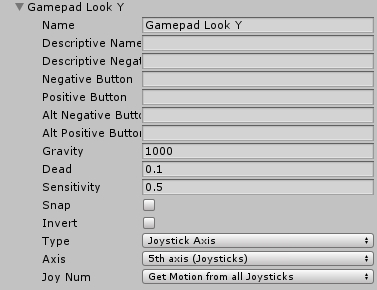 Gamepad Look Y
Name Gamepad Look Y
Descriptive Name
Descriptive Negat
Negative Button
Positive Button
Alt Negative Butto
Alt Positive Button
Gravity 1000
Dead 0.1
Sensitivity 0.5
Snap
Invert
Type Joystick Axis
Axis 5th axis (Joysticks)
Joy Num Get Motion from all Joysticks